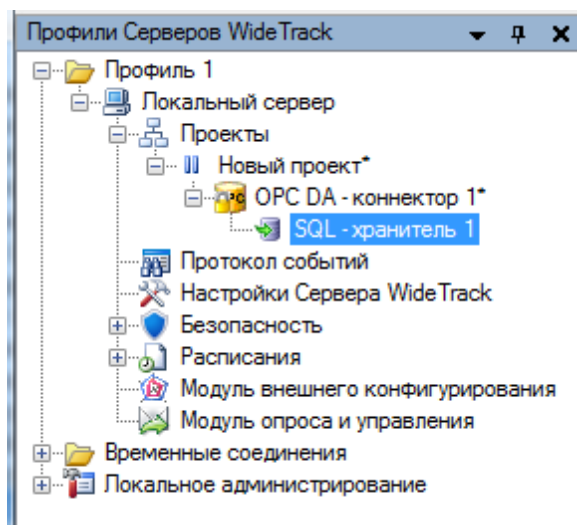 Профили Серверов WideTrack
Профиль 1
Локальный сервер
Проекты
Новый проект*
OPC DA - коннектор 1*
SQL - хранитель 1
Протокол событий
Настройки Сервера WideTrack
Безопасность
Расписания
Модуль внешнего конфигурирования
Модуль опроса и управления
Временные соединения
Локальное администрирование